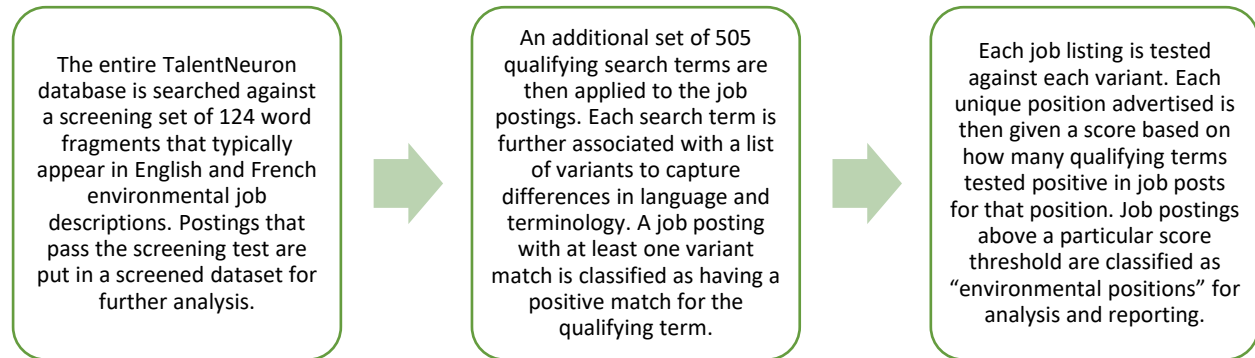 The entire TalentNeuron
database is searched against
a screening set of 124 word
fragments that typically
appear in English and French
environmental job
descriptions. Postings that
pass the screening test are
put in a screened dataset for
further analysis.
An additional set of 505
qualifying search terms are
then applied to the job
postings. Each search term is
further associated with a list
of variants to capture
differences in language and
terminology. A job posting
with at least one variant
match is classified as having a
positive match for the
qualifying term.
Each job listing is tested
against each variant. Each
unique position advertised is
then given a score based on
how many qualifying terms
tested positive in job posts
for that position. Job postings
above a particular score
threshold are classified as
“environmental positions” for
analysis and reporting.